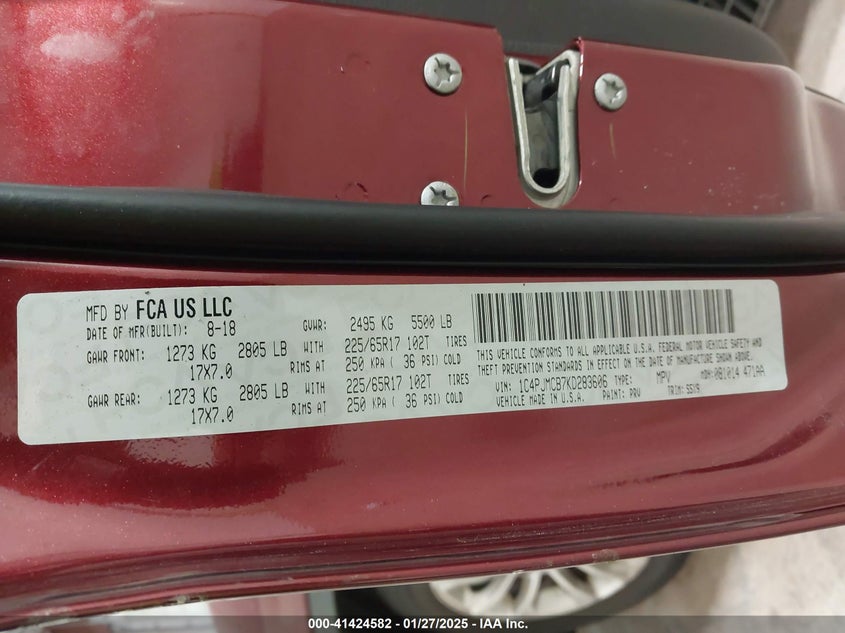 MFD BY FCA US LLC
DATE OF MFR(BUILT): 8-18 GVWR: 2495 KG 5500 LB
GAWR FRONT: 1273 KG 2805 LB WITH 225/65R17 102T TIRES
17X7.0 RIMS AT 250 KPA ( 36 PSI) COLD
GAWR REAR: 1273 KG 2805 LB WITH 225/65R17 102T TIRES
17X7.0 RIMS AT 250 KPA ( 36 PSI) COLD
THIS VEHICLE CONFORMS TO ALL APPLICABLE U.S.A. FEDERAL MOTOR VEHICLE SAFETY AND
THEFT PREVENTION STANDARDS IN EFFECT ON THE DATE OF MANUFACTURE SHOWN ABOVE.
VIN: 1C4PJMCB7KD283606 TYPE: MPV MDH: 081014 471AA
VEHICLE MADE IN U.S.A. PAINT: PRV TRIM: S5X9
000-41424582 - 01/27/2025 - IAA Inc.